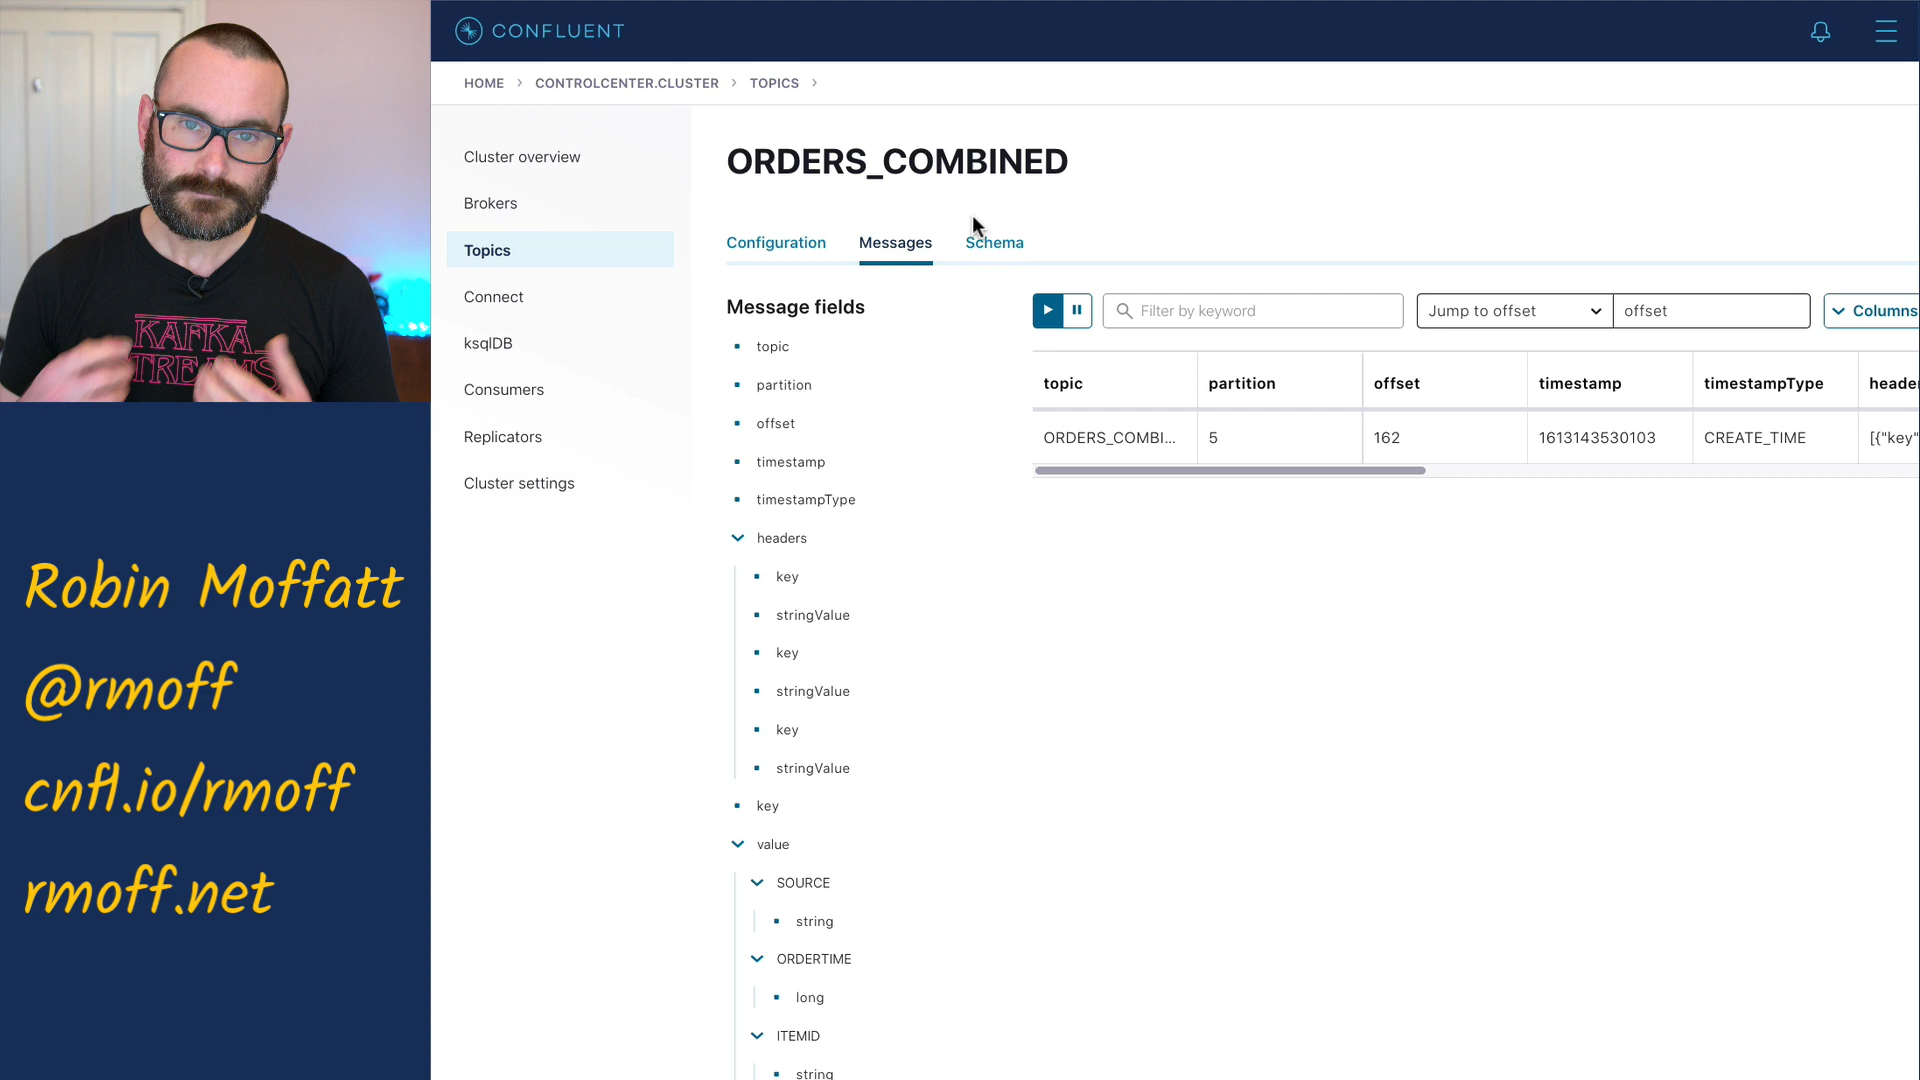 CONFLUENT
HOME > CONTROLCENTER.CLUSTER > TOPICS >
Cluster overview
Brokers
Topics
Connect
ksqlDB
Consumers
Replicators
Cluster settings
ORDERS_COMBINED
Configuration Messages Schema
Message fields
topic
partition
offset
timestamp
timestampType
headers
key
stringValue
key
stringValue
key
stringValue
key
value
SOURCE
string
ORDERTIME
long
ITEMID
string
Filter by keyword Jump to offset offset Columns
topic partition offset timestamp timestampType header
ORDERS_COMBI... 5 162 1613143530103 CREATE_TIME [{"key"
KAFKA
STREAMS
Robin Moffatt
@rmoff
cnfl.io/rmoff
rmoff.net